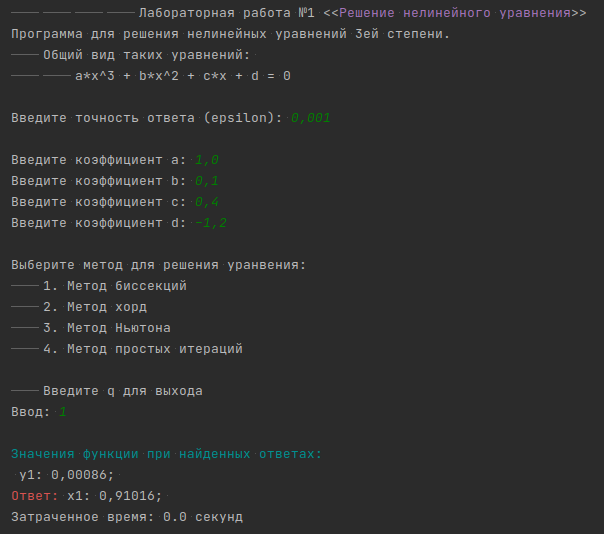 Лабораторная работа №1 <<Решение нелинейного уравнения>>
Программа для решения нелинейных уравнений 3ей степени.
Общий вид таких уравнений:
a*x^3 + b*x^2 + c*x + d = 0
Введите точность ответа (epsilon): 0,001
Введите коэффициент a: 1,0
Введите коэффициент b: 0,1
Введите коэффициент c: 0,4
Введите коэффициент d: -1,2
Выберите метод для решения уранвения:
1. Метод биссекций
2. Метод хорд
3. Метод Ньютона
4. Метод простых итераций
Введите q для выхода
Ввод: 1
Значения функции при найденных ответах:
y1: 0,00086;
Ответ: x1: 0,91016;
Затраченное время: 0.0 секунд